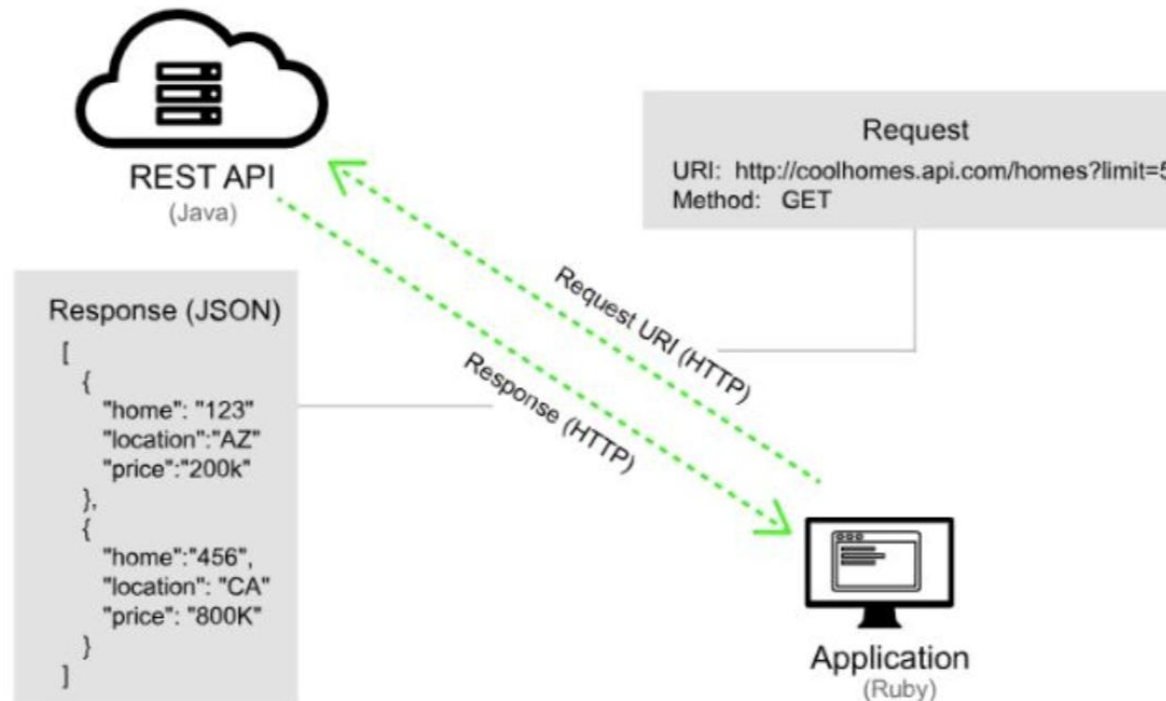 REST API
(Java)
Request
URI:  http://coolhomes.api.com/homes?limit=5
Method:   GET
Request URI (HTTP)
Response (HTTP)
Response (JSON)
[
{
"home": "123"
"location":"AZ"
"price":"200k"
},
{
"home":"456",
"location": "CA"
"price": "800K"
}
]
Application
(Ruby)